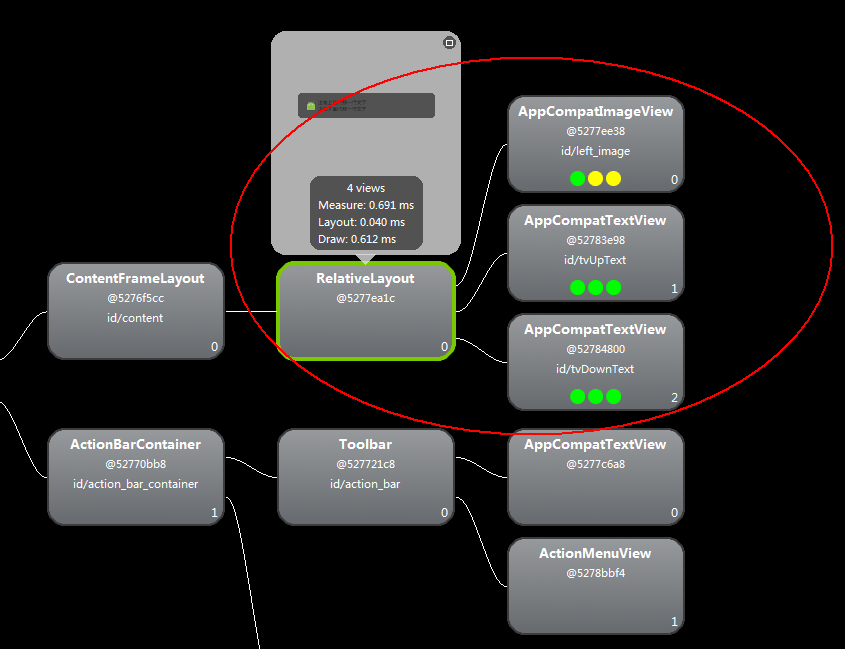 4 views
Measure: 0.691 ms
Layout: 0.040 ms
Draw: 0.612 ms
AppCompatImageView
@5277ee38
id/left_image
0
AppCompatTextView
@52783e98
id/tvUpText
1
ContentFrameLayout
@5276f5cc
id/content
0
RelativeLayout
@5277ea1c
0
AppCompatTextView
@52784800
id/tvDownText
2
ActionBarContainer
@52770bb8
id/action_bar_container
1
Toolbar
@527721c8
id/action_bar
0
AppCompatTextView
@5277c6a8
0
ActionMenuView
@5278bbf4
1